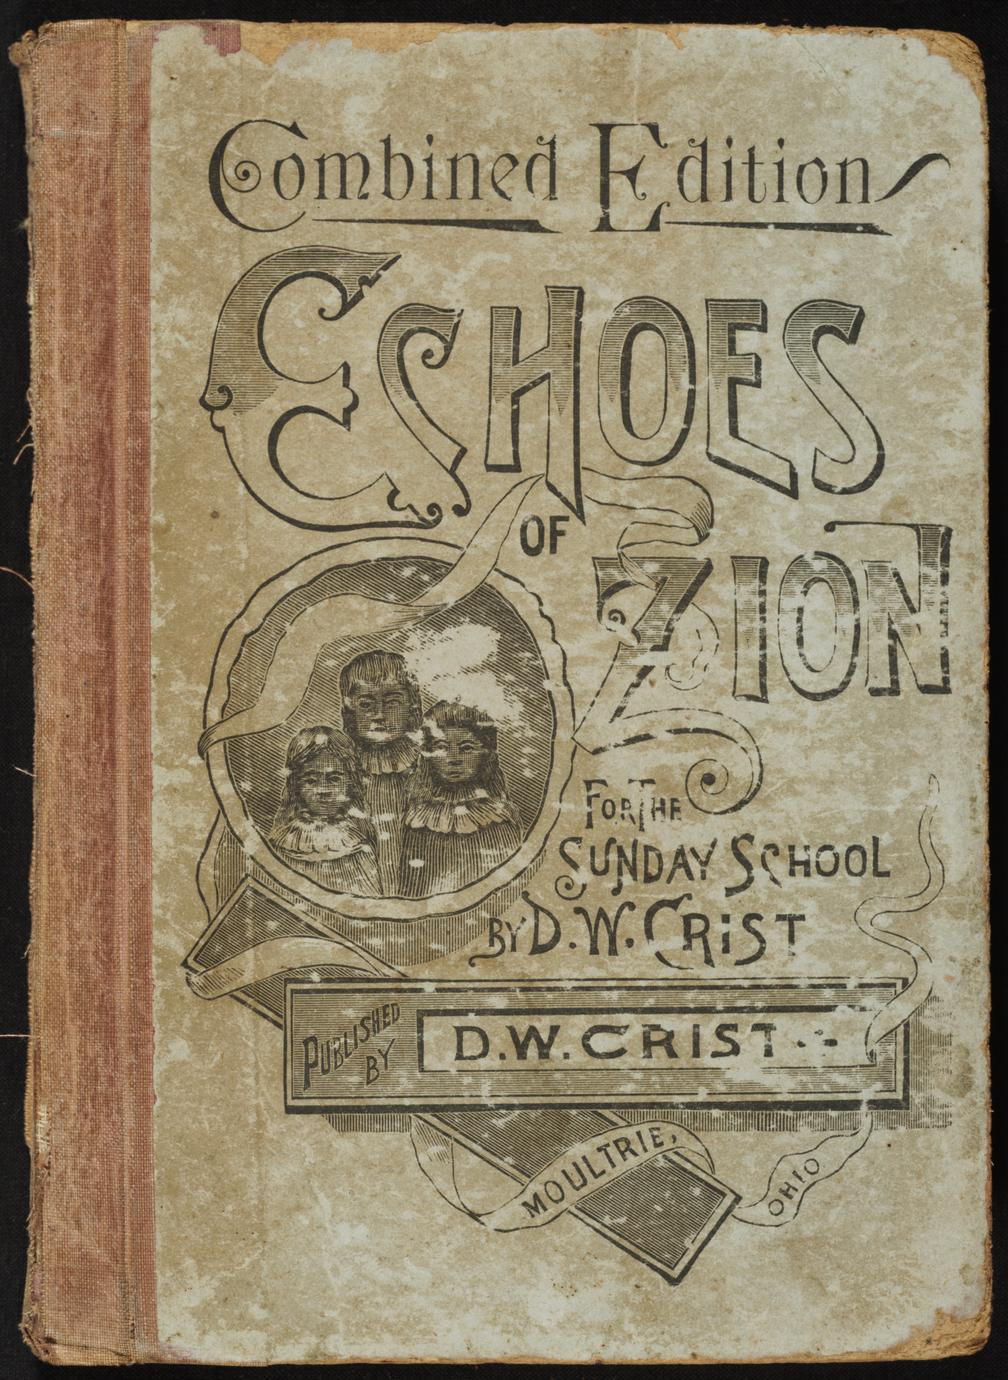 Combined Edition
ECHOES
OF
ZION
FOR THE
SUNDAY SCHOOL
BY D.W. CRIST
PUBLISHED
BY
D.W. CRIST
MOULTRIE,
OHIO